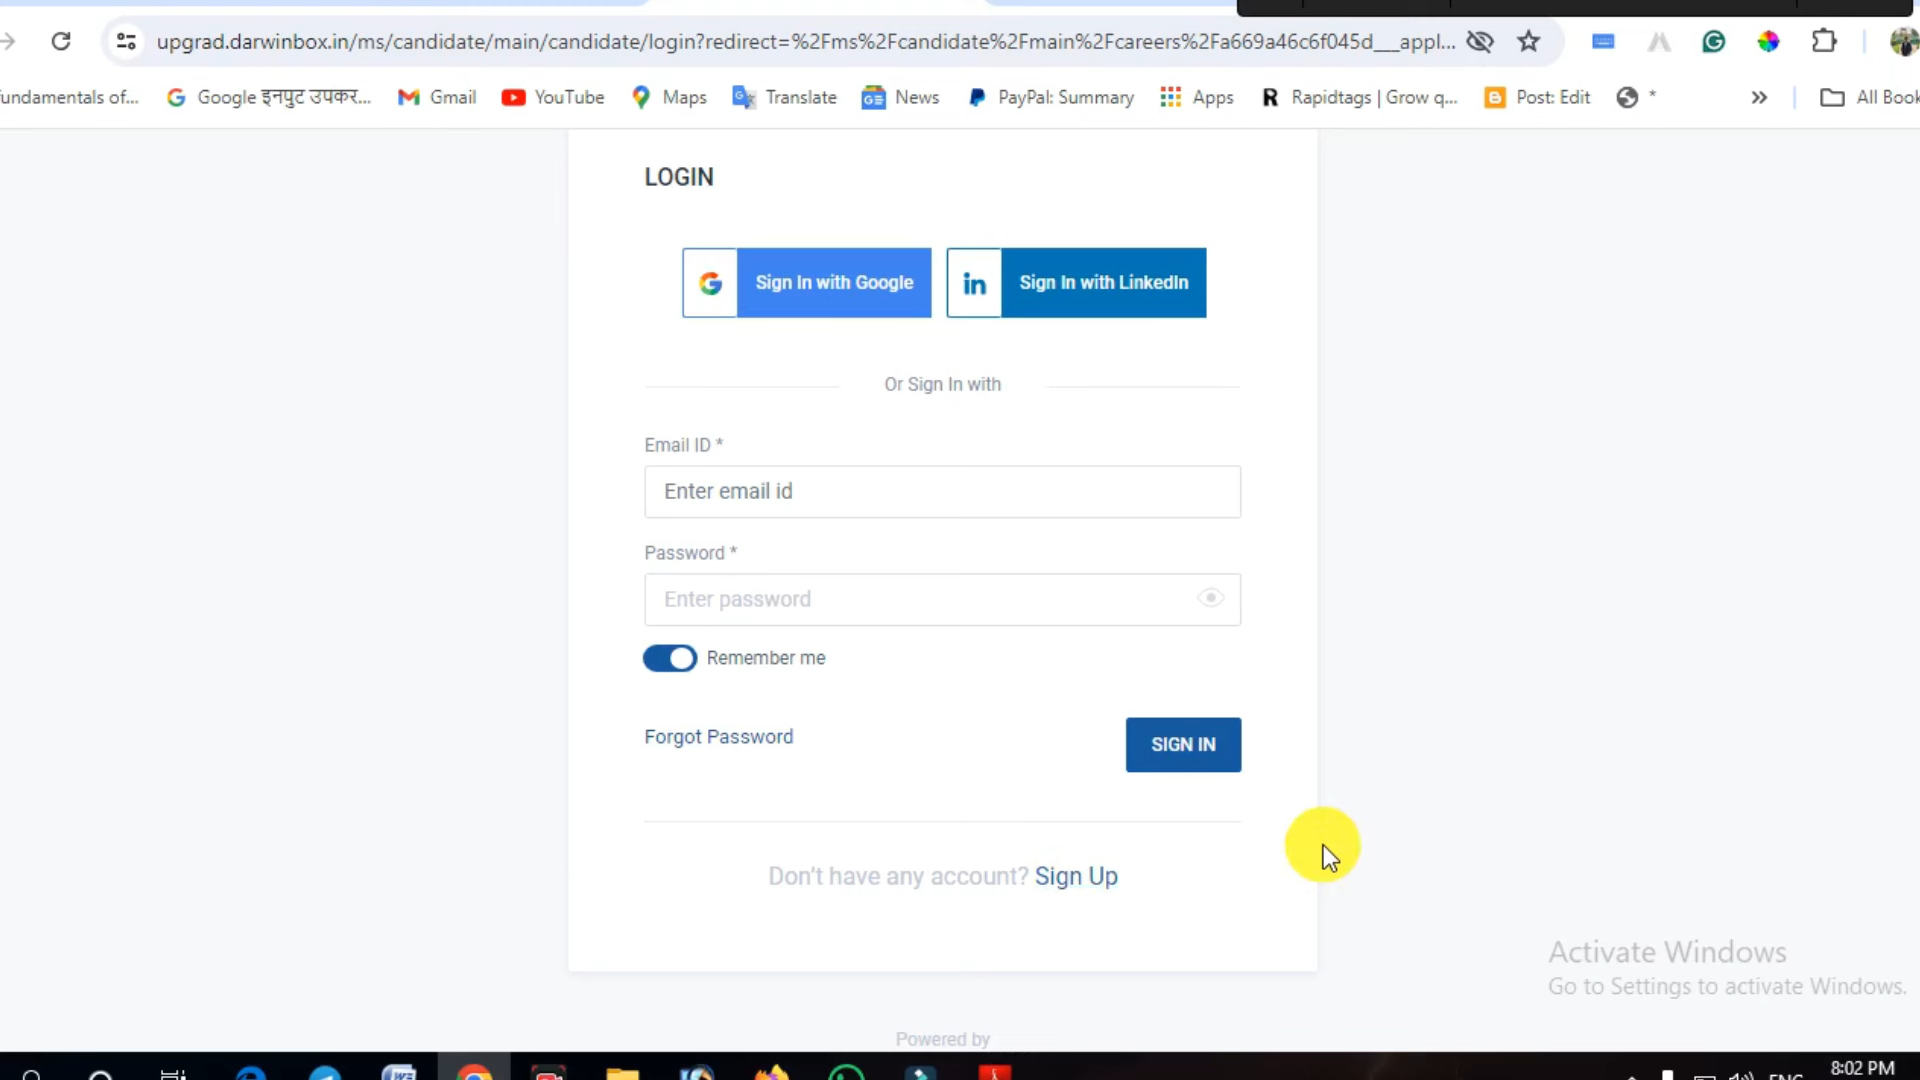 upgrad.darwinbox.in/ms/candidate/main/candidate/login?redirect=%2Fms%2Fcandidate%2Fmain%2Fcareers%2Fa669a46c6f045d___appl...
undamentals of... Google इनपुट उपकर... Gmail YouTube Maps Translate News PayPal: Summary Apps Rapidtags | Grow q... Post: Edit * » All Book
LOGIN
Sign In with Google Sign In with LinkedIn
Or Sign In with
Email ID *
Enter email id
Password *
Enter password
Remember me
Forgot Password SIGN IN
Don't have any account? Sign Up
Activate Windows
Go to Settings to activate Windows.
Powered by
8:02 PM
ENG